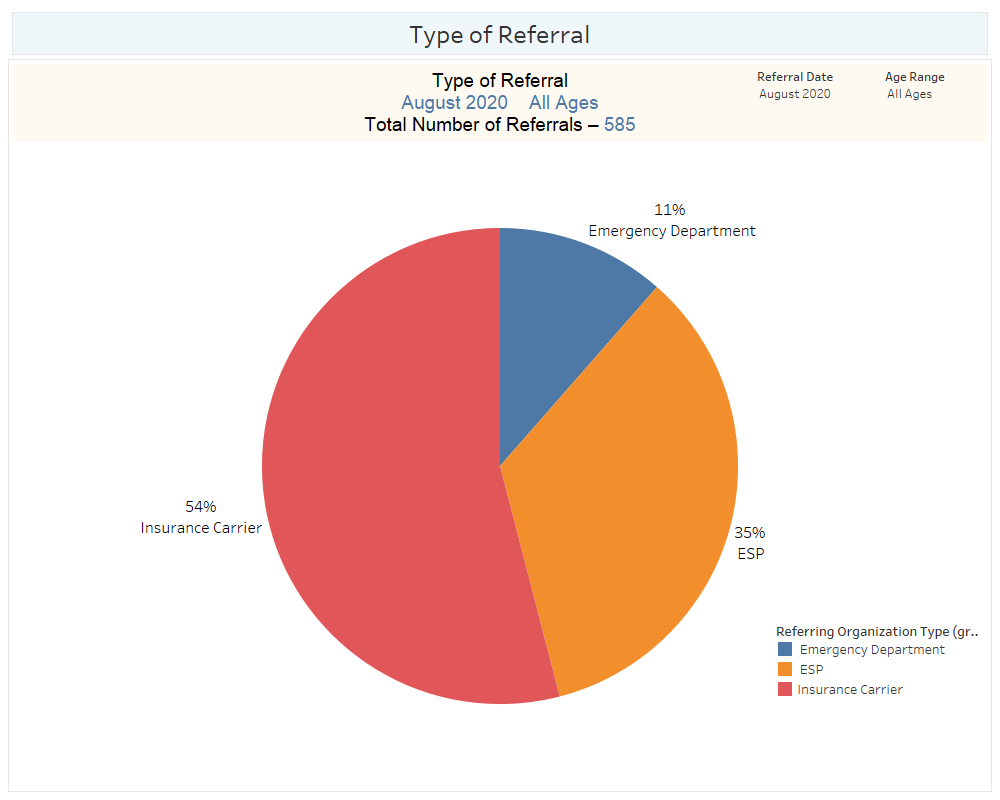 Type of Referral
Type of Referral
August 2020 All Ages
Total Number of Referrals – 585
Referral Date Age Range
August 2020 All Ages
11%
Emergency Department
54%
Insurance Carrier
35%
ESP
Referring Organization Type (gr..
Emergency Department
ESP
Insurance Carrier